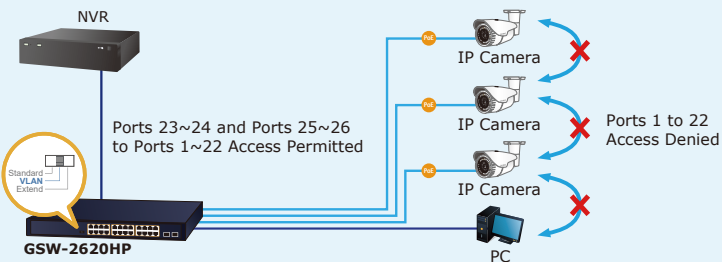 NVR
PoE
IP Camera
PoE
IP Camera
PoE
IP Camera
Ports 23~24 and Ports 25~26
to Ports 1~22 Access Permitted
Ports 1 to 22
Access Denied
Standard
VLAN
Extend
GSW-2620HP
PC